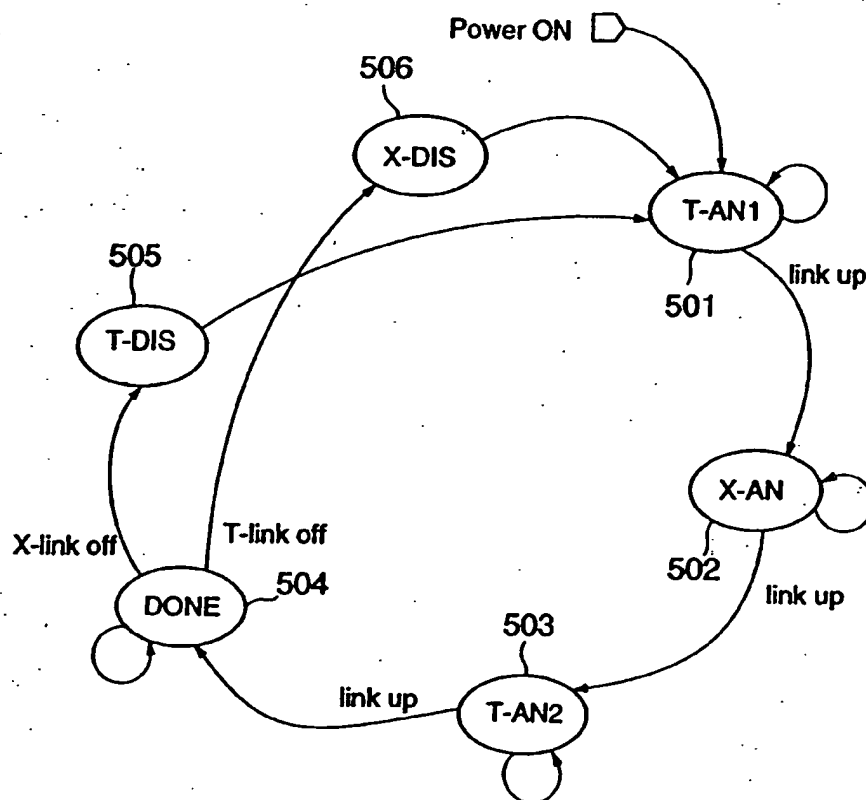 Power ON
506
X-DIS
T-AN1
505
501
link up
T-DIS
X-AN
X-link off
T-link off
502
504
link up
DONE
503
link up
T-AN2